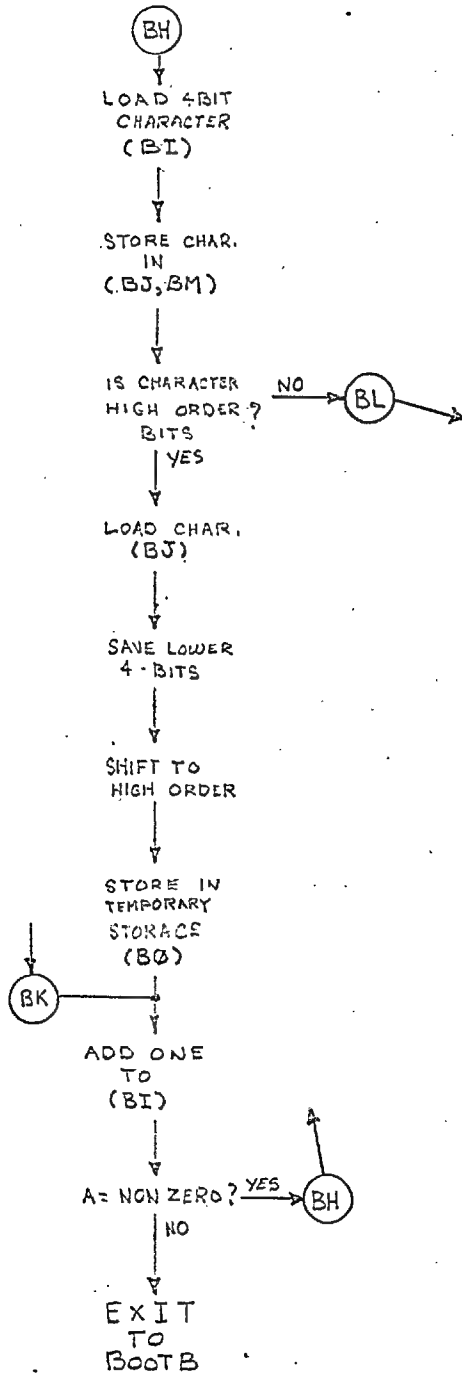 BH
LOAD 4BIT
CHARACTER
(BI)
STORE CHAR.
IN
(BJ, BM)
IS CHARACTER
HIGH ORDER?
BITS
NO
BL
YES
LOAD CHAR.
(BJ)
SAVE LOWER
4-BITS
SHIFT TO
HIGH ORDER
STORE IN
TEMPORARY
STORAGE
(BØ)
BK
ADD ONE
TO
(BI)
A= NON ZERO?
YES
BH
NO
EXIT
TO
BOOTB